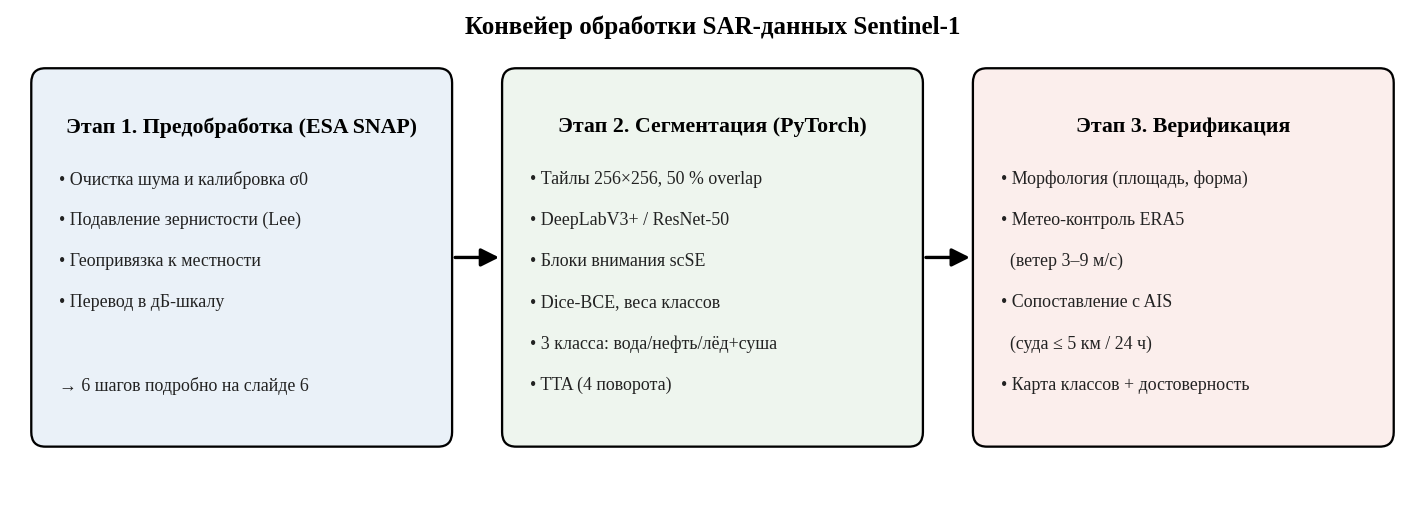 Конвейер обработки SAR-данных Sentinel-1
Этап 1. Предобработка (ESA SNAP)
• Очистка шума и калибровка σ0
• Подавление зернистости (Lee)
• Геопривязка к местности
• Перевод в дБ-шкалу
→ 6 шагов подробно на слайде 6
Этап 2. Сегментация (PyTorch)
• Тайлы 256×256, 50 % overlap
• DeepLabV3+ / ResNet-50
• Блоки внимания scSE
• Dice-BCE, веса классов
• 3 класса: вода/нефть/лёд+суша
• TTA (4 поворота)
Этап 3. Верификация
• Морфология (площадь, форма)
• Метео-контроль ERA5
(ветер 3–9 м/с)
• Сопоставление с AIS
(суда ≤ 5 км / 24 ч)
• Карта классов + достоверность